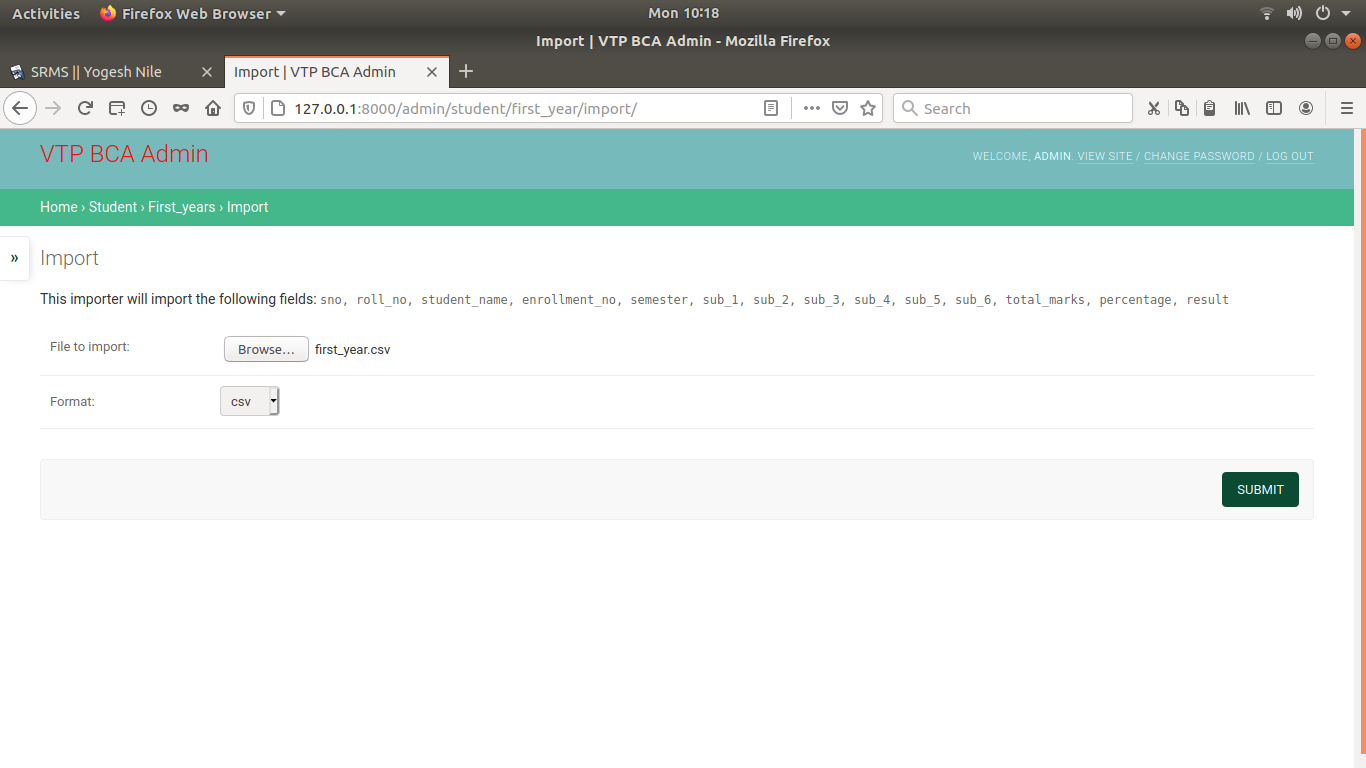 Activities Firefox Web Browser Mon 10:18
Import | VTP BCA Admin - Mozilla Firefox
SRMS || Yogesh Nile Import | VTP BCA Admin
127.0.0.1:8000/admin/student/first_year/import/ Search
VTP BCA Admin WELCOME, ADMIN. VIEW SITE / CHANGE PASSWORD / LOG OUT
Home › Student › First_years › Import
»
Import
This importer will import the following fields: sno, roll_no, student_name, enrollment_no, semester, sub_1, sub_2, sub_3, sub_4, sub_5, sub_6, total_marks, percentage, result
File to import: Browse... first_year.csv
Format: csv
SUBMIT